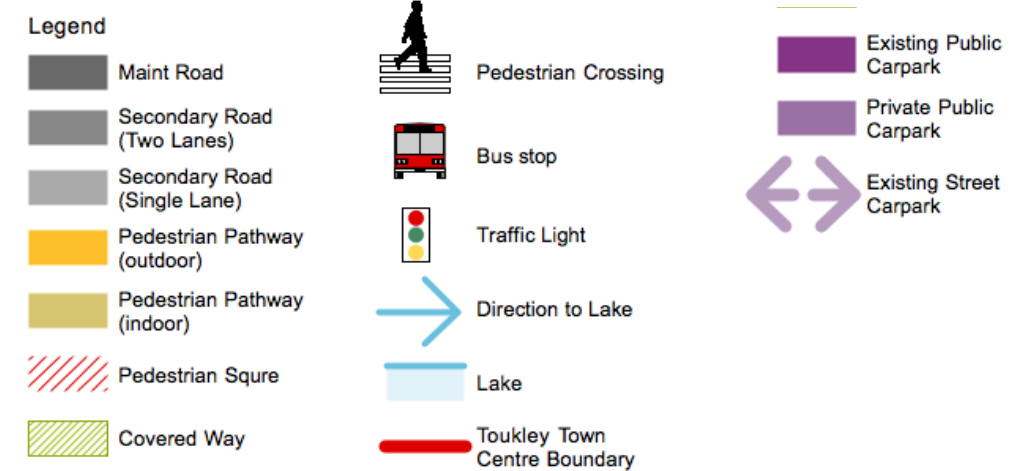 Legend
Maint Road
Secondary Road
(Two Lanes)
Secondary Road
(Single Lane)
Pedestrian Pathway
(outdoor)
Pedestrian Pathway
(indoor)
Pedestrian Squre
Covered Way
Pedestrian Crossing
Bus stop
Traffic Light
Direction to Lake
Lake
Toukley Town
Centre Boundary
Existing Public
Carpark
Private Public
Carpark
Existing Street
Carpark